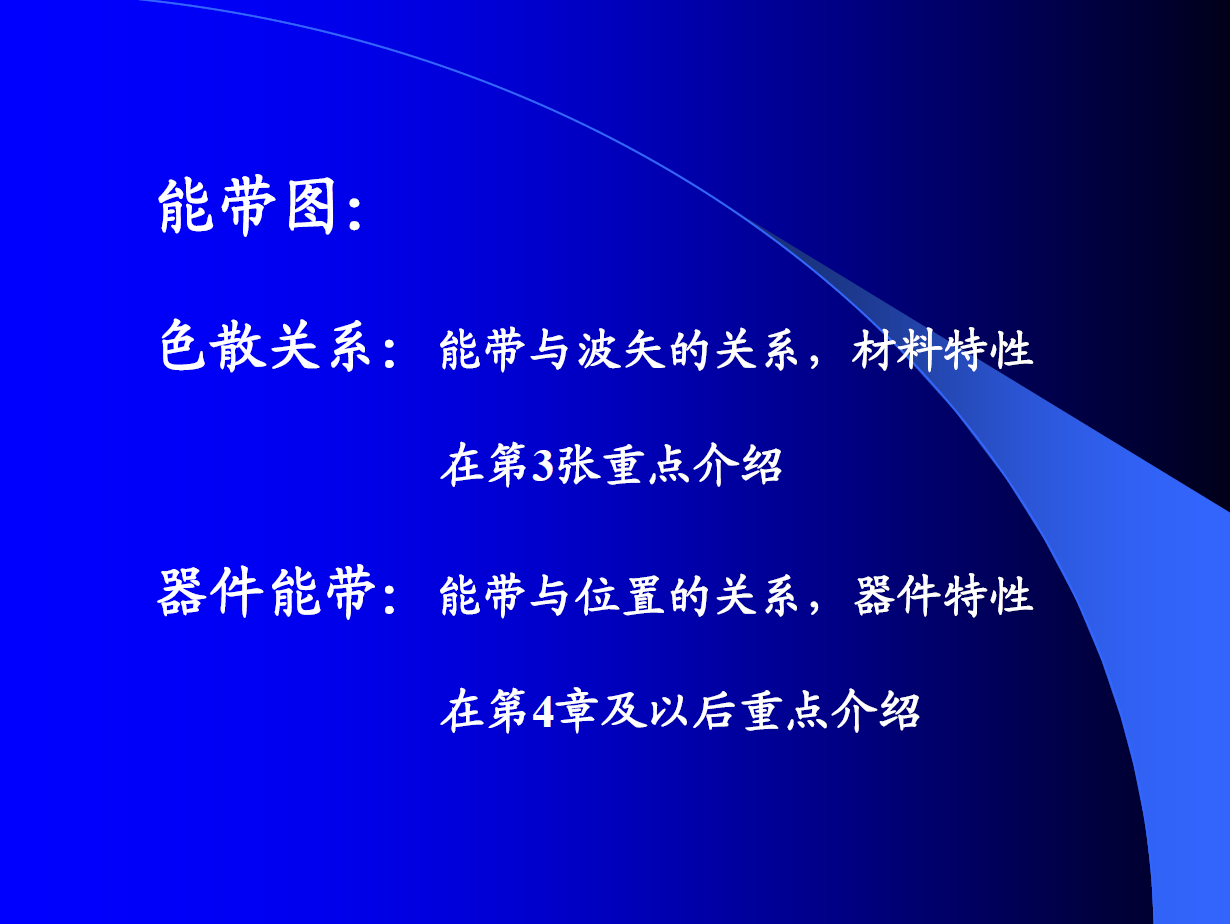 能带图：
色散关系：能带与波矢的关系，材料特性
在第3张重点介绍
器件能带：能带与位置的关系，器件特性
在第4章及以后重点介绍